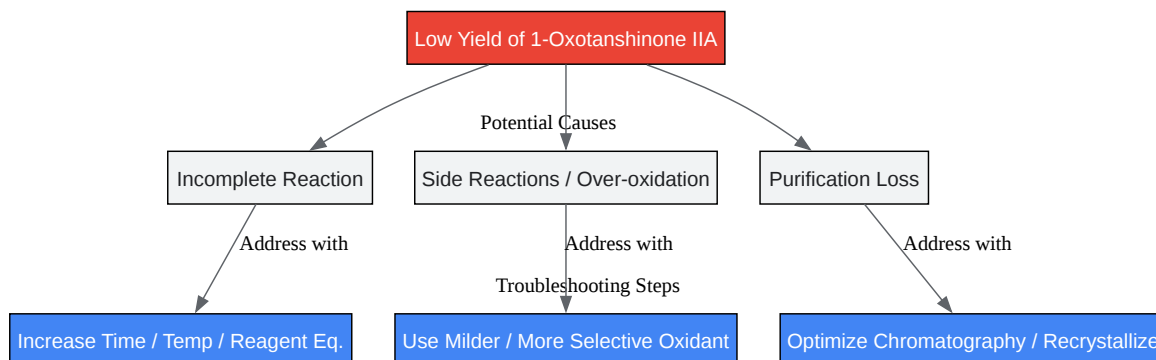 Low Yield of 1-Oxotanshinone IIA
Potential Causes
Incomplete Reaction
Side Reactions / Over-oxidation
Purification Loss
Address with
Address with
Address with
Troubleshooting Steps
Increase Time / Temp / Reagent Eq.
Use Milder / More Selective Oxidant
Optimize Chromatography / Recrystallize